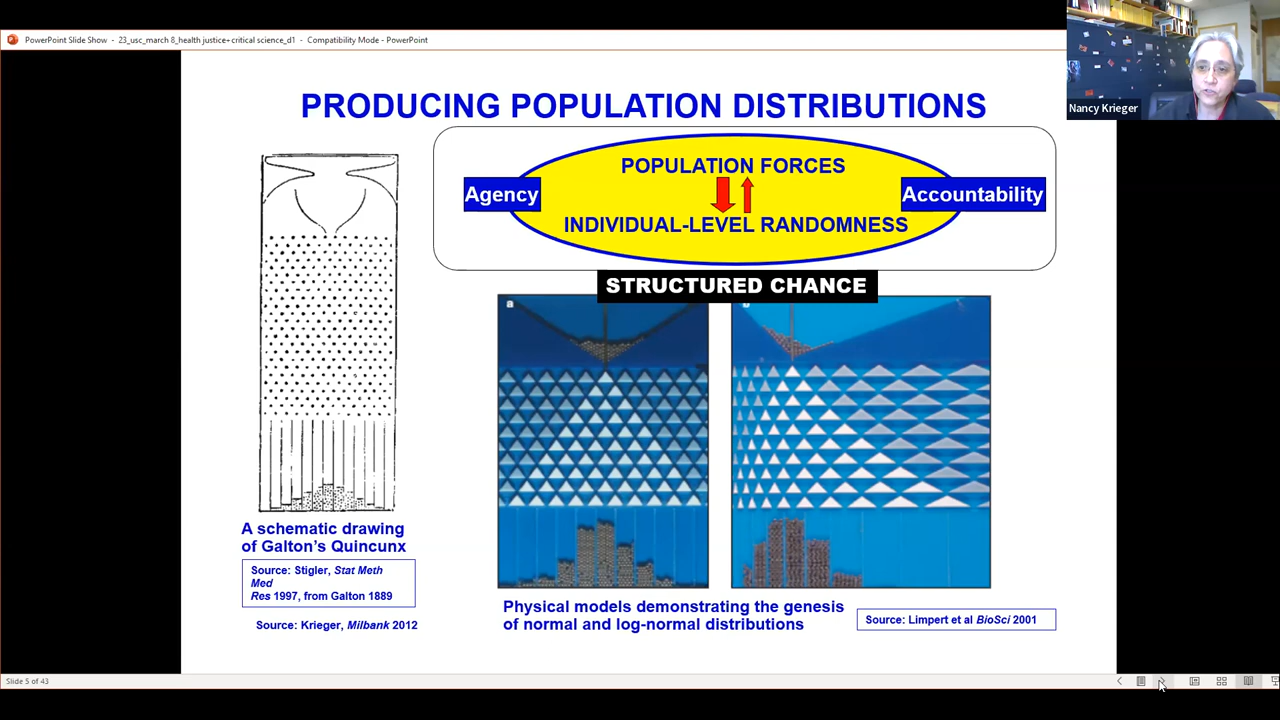 PowerPoint Slide Show - 23_usc_march 8_health justice+critical science_d1 - Compatibility Mode - PowerPoint
Nancy Krieger
PRODUCING POPULATION DISTRIBUTIONS
POPULATION FORCES
Agency
Accountability
INDIVIDUAL-LEVEL RANDOMNESS
STRUCTURED CHANCE
a
A schematic drawing
of Galton's Quincunx
Source: Stigler, Stat Meth
Med
Res 1997, from Galton 1889
Source: Krieger, Milbank 2012
Physical models demonstrating the genesis
of normal and log-normal distributions
Source: Limpert et al BioSci 2001
Slide 5 of 43